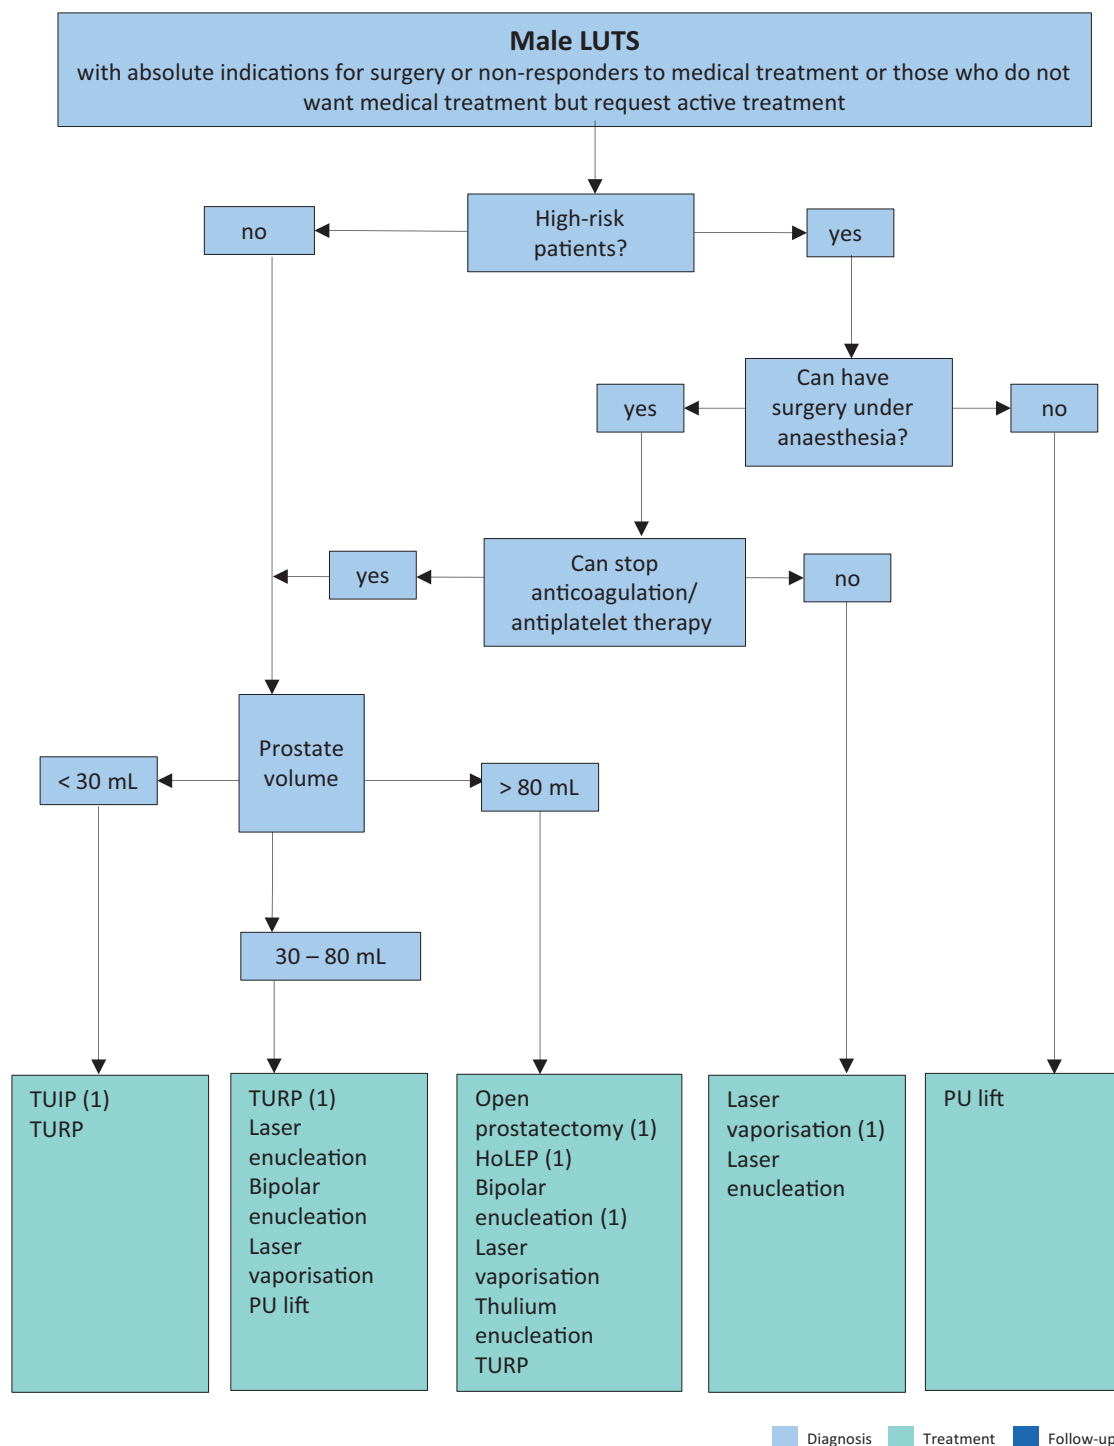 Male LUTS
with absolute indications for surgery or non-responders to medical treatment or those who do not
want medical treatment but request active treatment
High-risk
patients?
no
yes
Can have
surgery under
anaesthesia?
yes
no
Can stop
anticoagulation/
antiplatelet therapy
yes
no
Prostate
volume
< 30 mL
> 80 mL
30 – 80 mL
TUIP (1)
TURP
TURP (1)
Laser
enucleation
Bipolar
enucleation
Laser
vaporisation
PU lift
Open
prostatectomy (1)
HoLEP (1)
Bipolar
enucleation (1)
Laser
vaporisation
Thulium
enucleation
TURP
Laser
vaporisation (1)
Laser
enucleation
PU lift
Diagnosis
Treatment
Follow-up